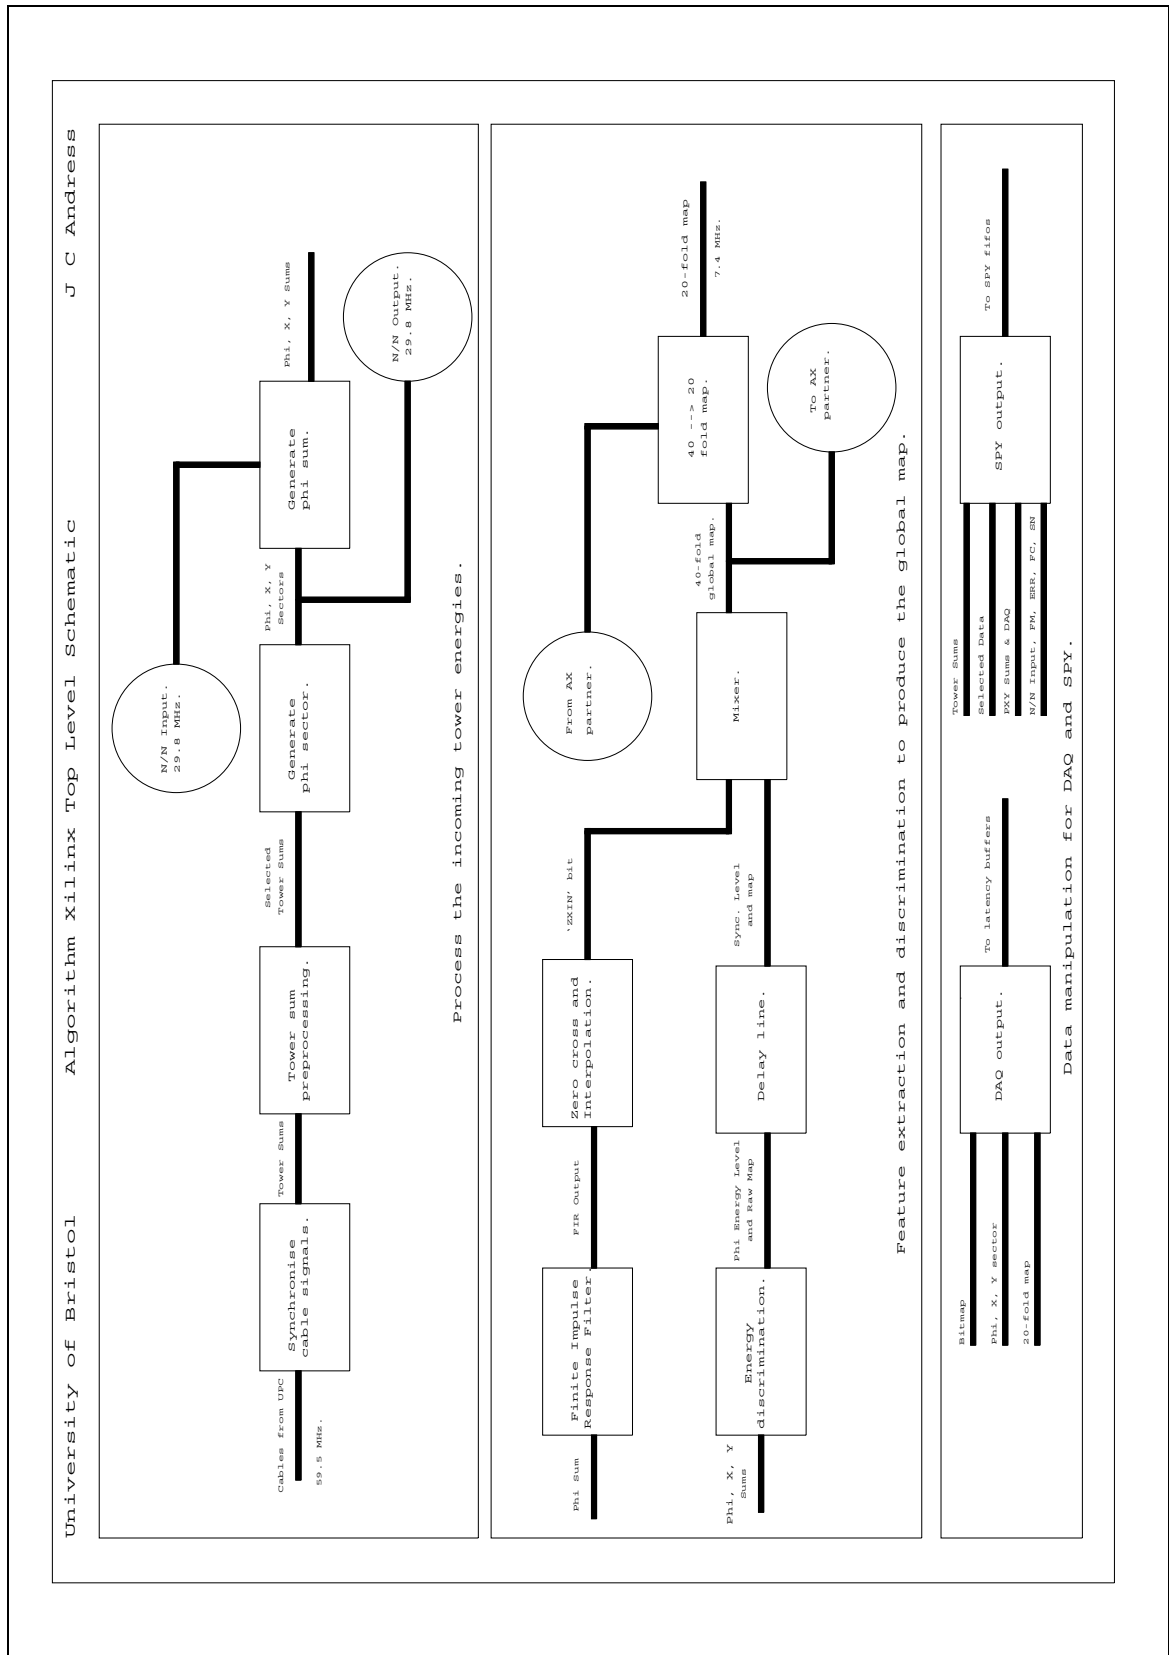 University of Bristol
Algorithm Xilinx Top Level Schematic
J C Andress
Cables from UPC
59.5 MHz.
Synchronise
cable signals.
Tower Sums
Tower sum
preprocessing.
Selected
Tower Sums
Generate
phi sector.
N/N Input.
29.8 MHz.
Phi, X, Y
Sectors
Generate
phi sum.
Phi, X, Y Sums
N/N Output.
29.8 MHz.
Process the incoming tower energies.
Phi Sum
Finite Impulse
Response Filter.
FIR Output
Zero cross and
Interpolation.
'ZXIN' bit
Phi, X, Y
Sums
Energy
discrimination.
Phi Energy Level
and Raw Map
Delay line.
Sync. Level
and map
Mixer.
From AX
partner.
40-fold
global map.
40 --> 20
fold map.
To AX
partner.
20-fold map
7.4 MHz.
Feature extraction and discrimination to produce the global map.
Bitmap
Phi, X, Y sector
20-fold map
DAQ output.
To latency buffers
Tower Sums
Selected Data
PXY Sums & DAQ
N/N Input, FM, ERR, FC, SN
SPY output.
To SPY fifos
Data manipulation for DAQ and SPY.